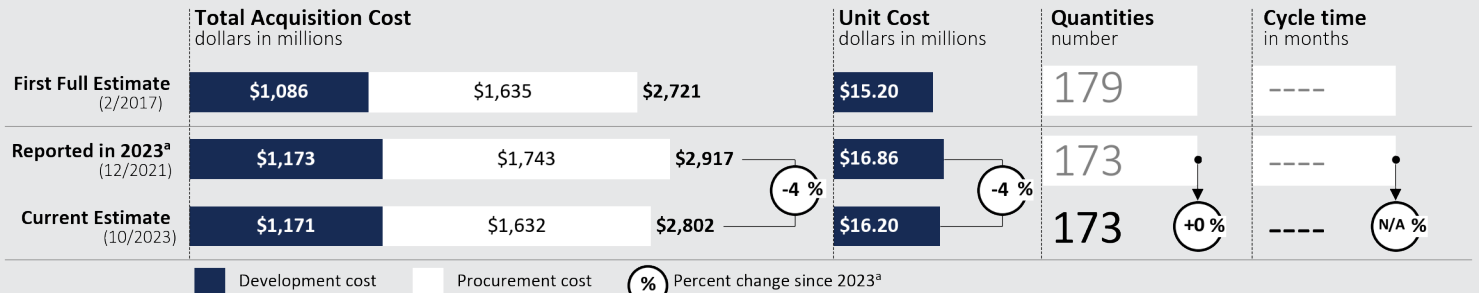 Total Acquisition Cost Unit Cost Quantities Cycle time
dollars in millions dollars in millions number in months
First Full Estimate $1,086 $1,635 $2,721 $15.20 179 ----
(2/2017)
Reported in 2023ᵃ $1,173 $1,743 $2,917 $16.86 173 ----
(12/2021)
-4 % -4 %
Current Estimate $1,171 $1,632 $2,802 $16.20 173 +0 % ---- N/A %
(10/2023)
Development cost Procurement cost % Percent change since 2023ᵃ